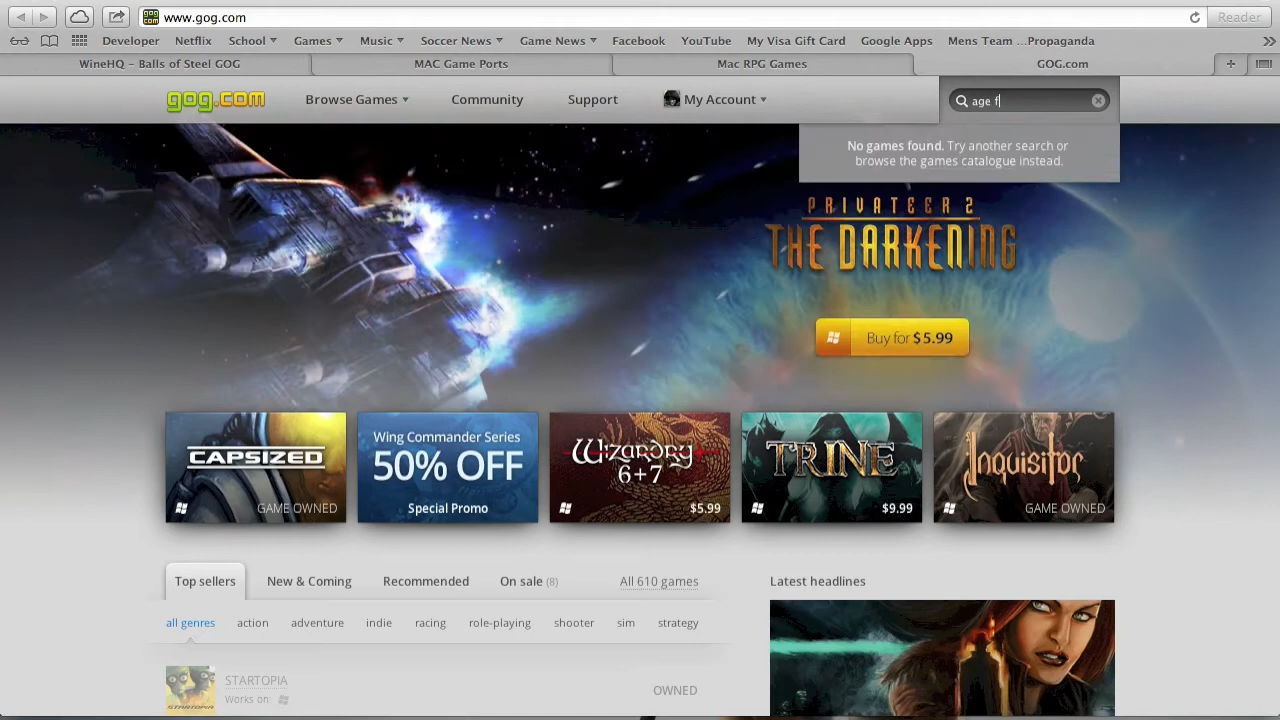 www.gog.com
Reader
Developer Netflix School Games Music Soccer News Game News Facebook YouTube My Visa Gift Card Google Apps Mens Team ...Propaganda
WineHQ - Balls of Steel GOG MAC Game Ports Mac RPG Games GOG.com
gog.com Browse Games Community Support My Account age f
No games found. Try another search or
browse the games catalogue instead.
PRIVATEER 2
THE DARKENING
Buy for $5.99
CAPSIZED
GAME OWNED
Wing Commander Series
50% OFF
Special Promo
Wizardry
6+7
$5.99
TRINE
$9.99
Inquisitor
GAME OWNED
Top sellers New & Coming Recommended On sale (8) All 610 games Latest headlines
all genres action adventure indie racing role-playing shooter sim strategy
STARTOPIA
STARTOPIA OWNED
Works on: